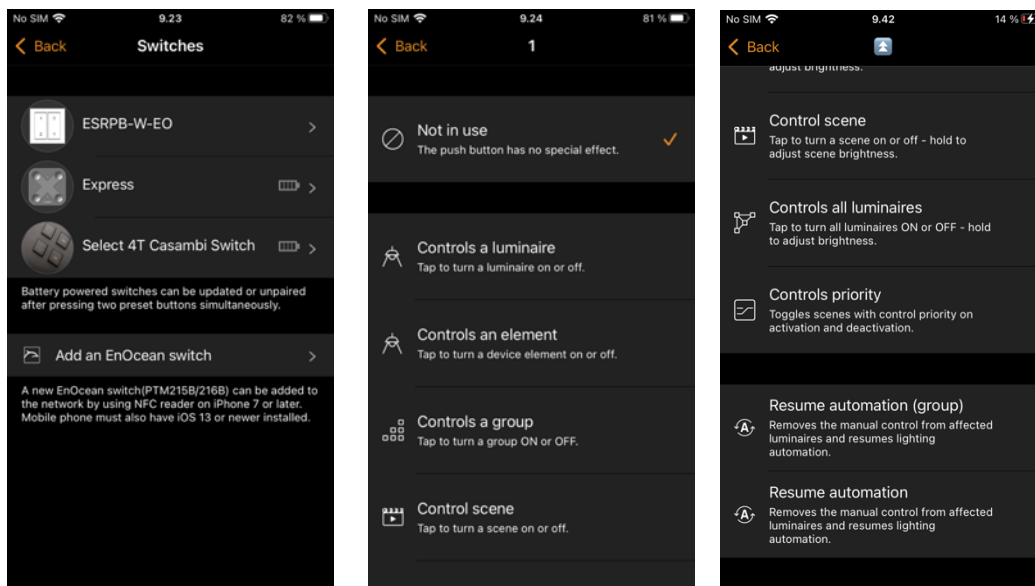 No SIM 9.23 82 %
Back Switches
ESRPB-W-EO
Express
Select 4T Casambi Switch
Battery powered switches can be updated or unpaired
after pressing two preset buttons simultaneously.
Add an EnOcean switch
A new EnOcean switch(PTM215B/216B) can be added to
the network by using NFC reader on iPhone 7 or later.
Mobile phone must also have iOS 13 or newer installed.
No SIM 9.24 81 %
Back 1
Not in use
The push button has no special effect.
Controls a luminaire
Tap to turn a luminaire on or off.
Controls an element
Tap to turn a device element on or off.
Controls a group
Tap to turn a group ON or OFF.
Control scene
Tap to turn a scene on or off.
No SIM 9.42 14 %
Back
adjust brightness.
Control scene
Tap to turn a scene on or off - hold to
adjust scene brightness.
Controls all luminaires
Tap to turn all luminaires ON or OFF - hold
to adjust brightness.
Controls priority
Toggles scenes with control priority on
activation and deactivation.
Resume automation (group)
Removes the manual control from affected
luminaires and resumes lighting
automation.
Resume automation
Removes the manual control from affected
luminaires and resumes lighting
automation.